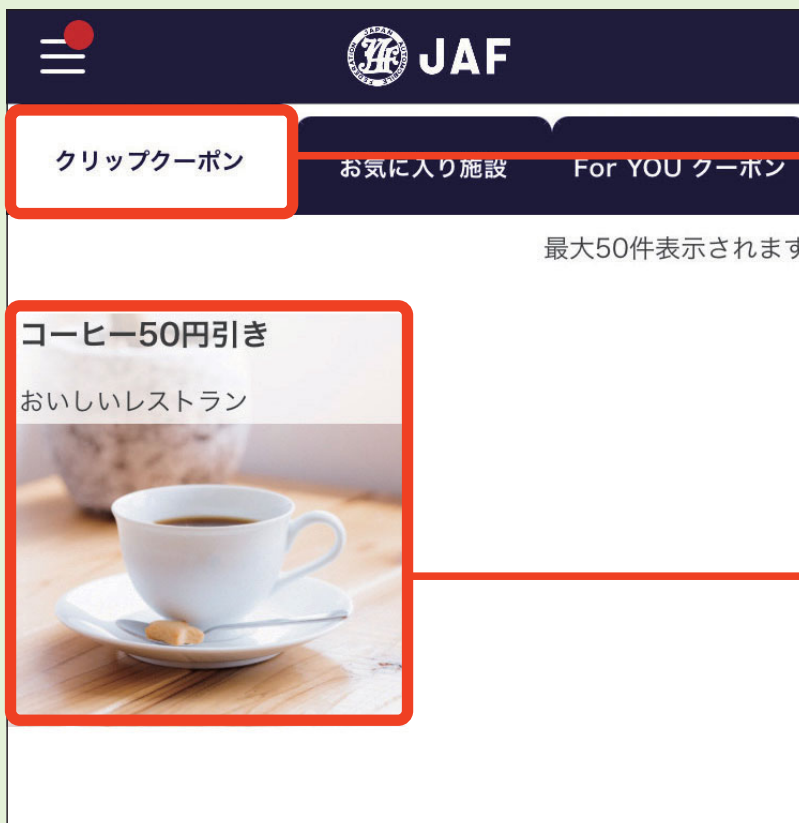 JAF
クリップクーポン
お気に入り施設
For YOU クーポン
最大50件表示されます
コーヒー50円引き
おいしいレストラン